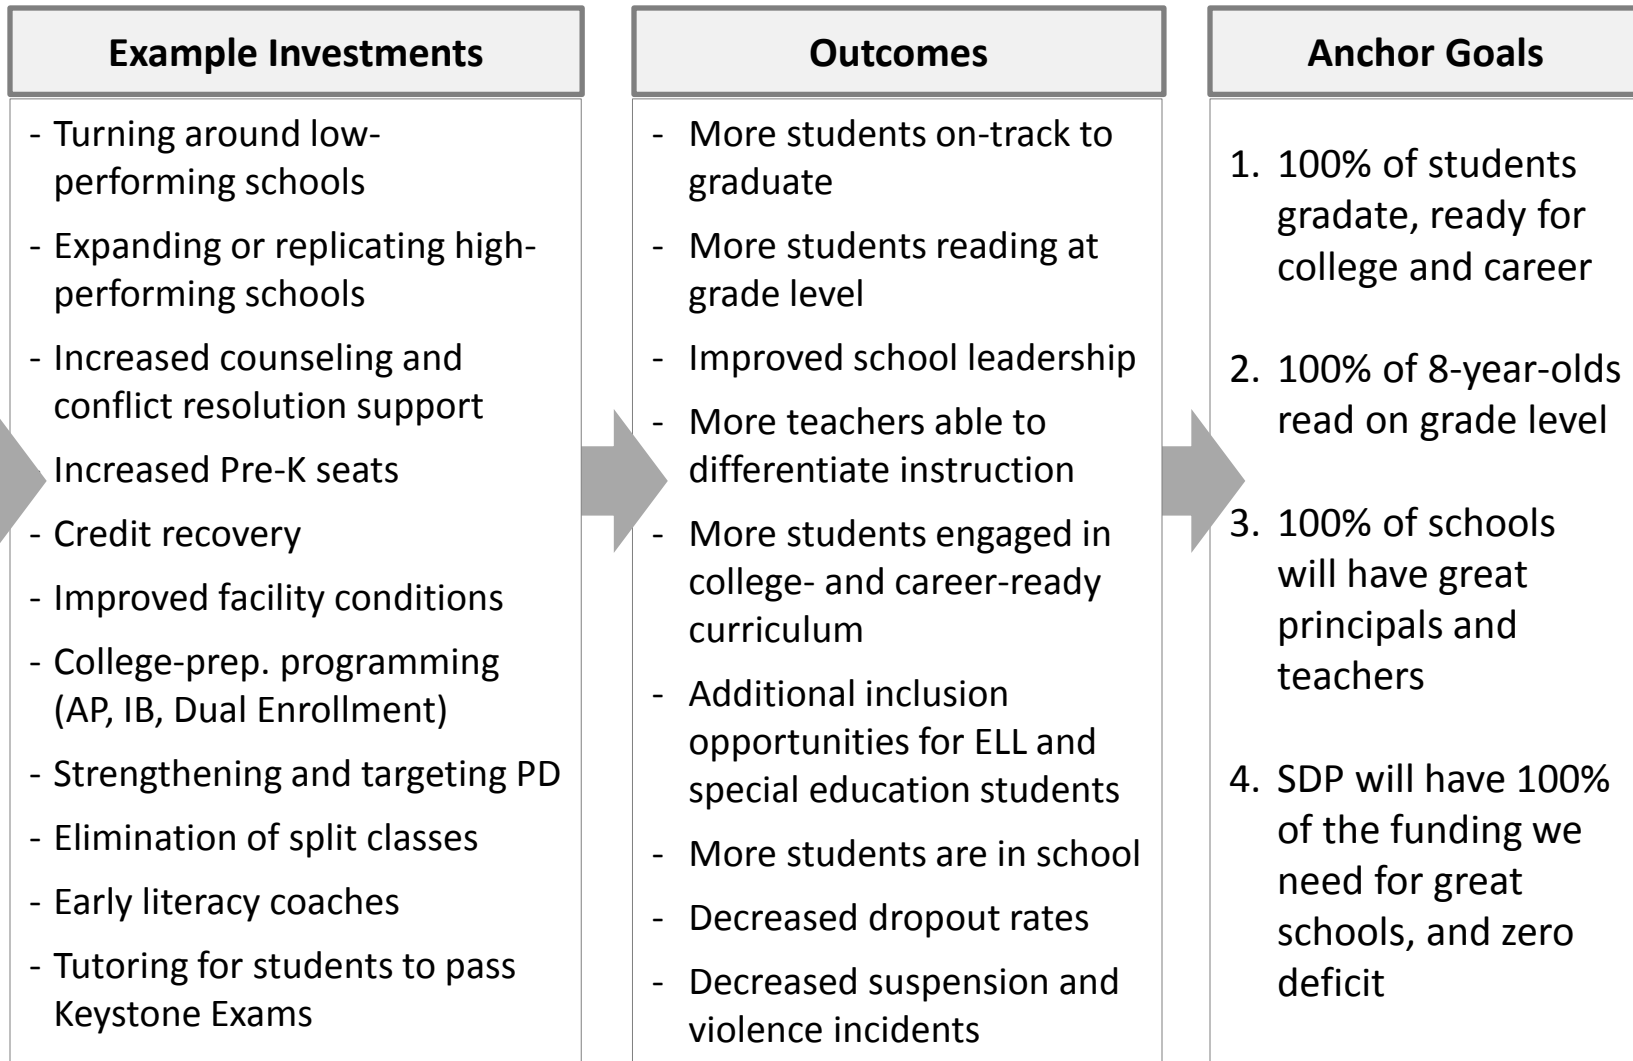 Example Investments
- Turning around low-
performing schools
- Expanding or replicating high-
performing schools
- Increased counseling and
conflict resolution support
Increased Pre-K seats
- Credit recovery
- Improved facility conditions
- College-prep. programming
(AP, IB, Dual Enrollment)
- Strengthening and targeting PD
- Elimination of split classes
- Early literacy coaches
- Tutoring for students to pass
Keystone Exams
Outcomes
- More students on-track to
graduate
- More students reading at
grade level
- Improved school leadership
- More teachers able to
differentiate instruction
- More students engaged in
college- and career-ready
curriculum
- Additional inclusion
opportunities for ELL and
special education students
- More students are in school
- Decreased dropout rates
- Decreased suspension and
violence incidents
Anchor Goals
1. 100% of students
gradate, ready for
college and career
2. 100% of 8-year-olds
read on grade level
3. 100% of schools
will have great
principals and
teachers
4. SDP will have 100%
of the funding we
need for great
schools, and zero
deficit